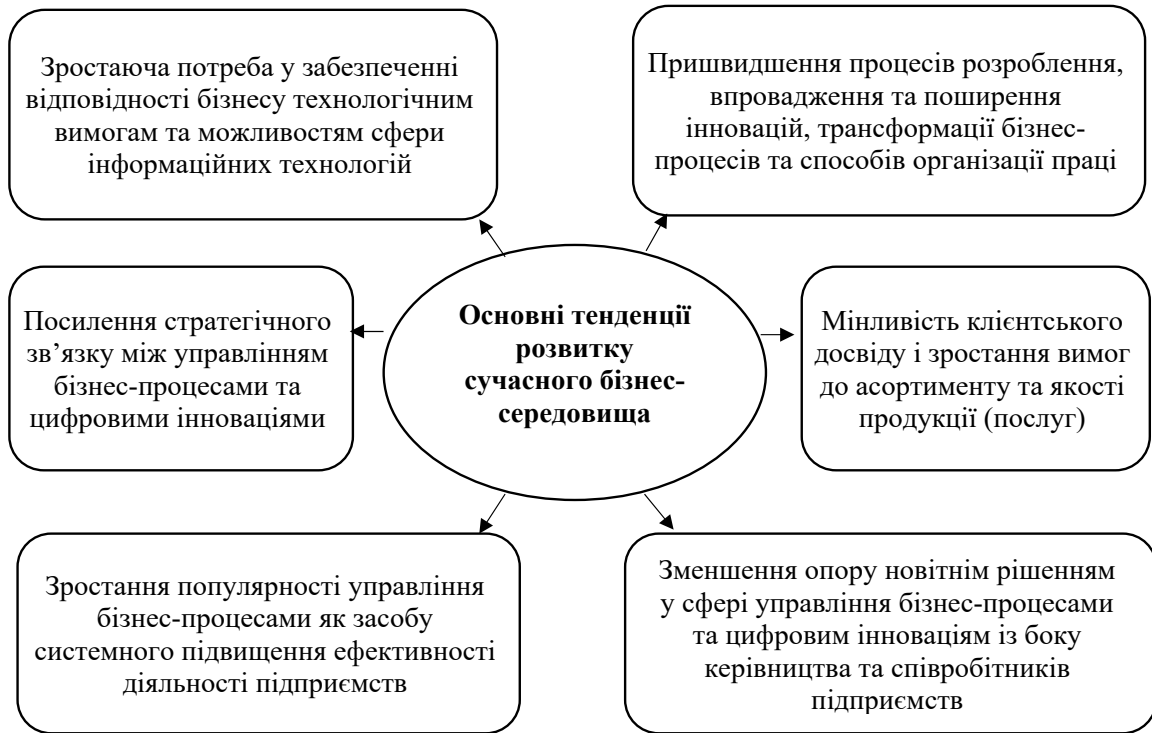 Зростаюча потреба у забезпеченні
відповідності бізнесу технологічним
вимогам та можливостям сфери
інформаційних технологій
Пришвидшення процесів розроблення,
впровадження та поширення
інновацій, трансформації бізнес-
процесів та способів організації праці
Посилення стратегічного
зв’язку між управлінням
бізнес-процесами та
цифровими інноваціями
Основні тенденції
розвитку
сучасного бізнес-
середовища
Мінливість клієнтського
досвіду і зростання вимог
до асортименту та якості
продукції (послуг)
Зростання популярності управління
бізнес-процесами як засобу
системного підвищення ефективності
діяльності підприємств
Зменшення опору новітнім рішенням
у сфері управління бізнес-процесами
та цифровим інноваціям із боку
керівництва та співробітників
підприємств